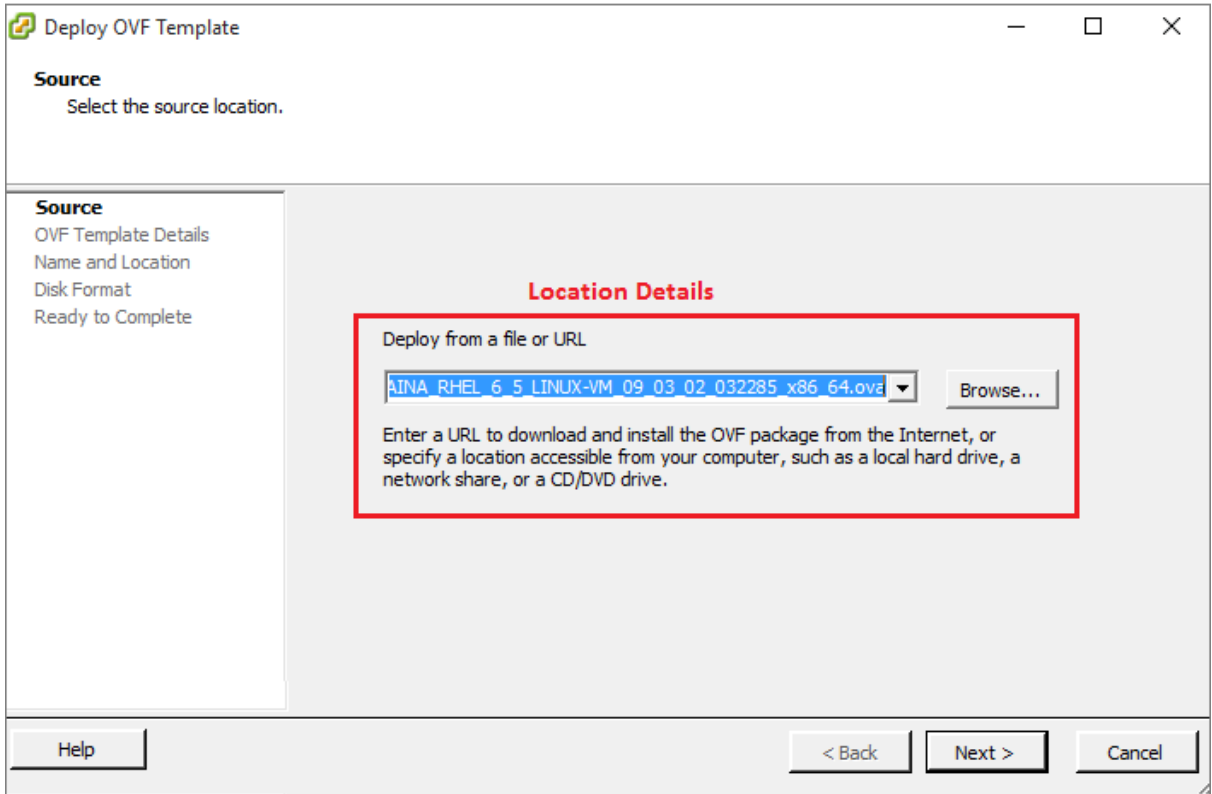 Deploy OVF Template
Source
Select the source location.
Source
OVF Template Details
Name and Location
Disk Format
Ready to Complete
Location Details
Deploy from a file or URL
AINA_RHEL_6_5_LINUX-VM_09_03_02_032285_x86_64.ova
Browse...
Enter a URL to download and install the OVF package from the Internet, or
specify a location accessible from your computer, such as a local hard drive, a
network share, or a CD/DVD drive.
Help
< Back
Next >
Cancel